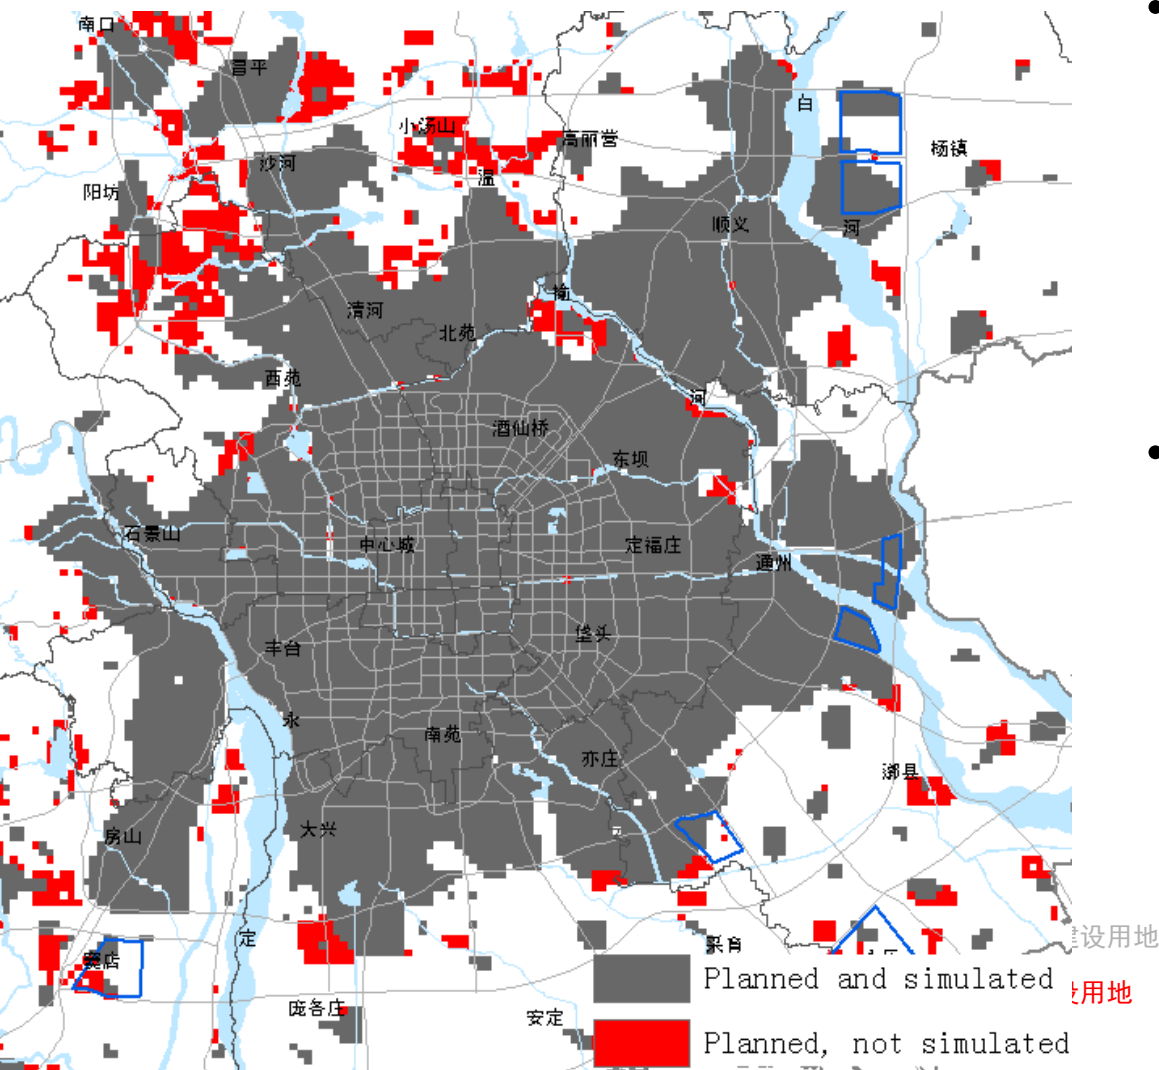 南口
昌平
白
小汤山
高丽营
杨镇
沙河
温
阳坊
顺义
河
榆
清河
北苑
西苑
河
酒仙桥
东坝
石景山
中心城
定福庄
通州
丰台
垡头
永
南苑
亦庄
漷县
大兴
房山
定
采育
建设用地
窦店
Planned and simulated
设用地
庞各庄
安定
Planned, not simulated